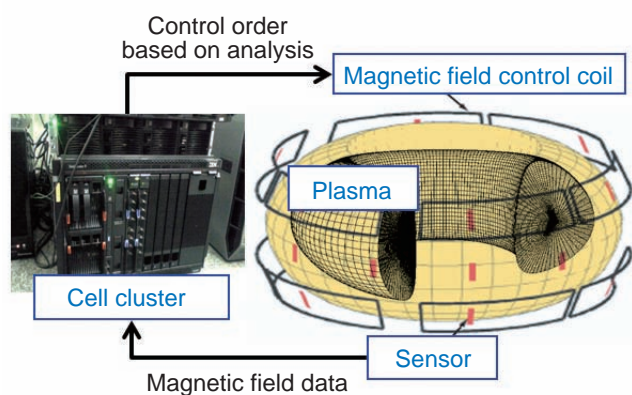 Control order
based on analysis
Magnetic field control coil
Plasma
Cell cluster
Sensor
Magnetic field data